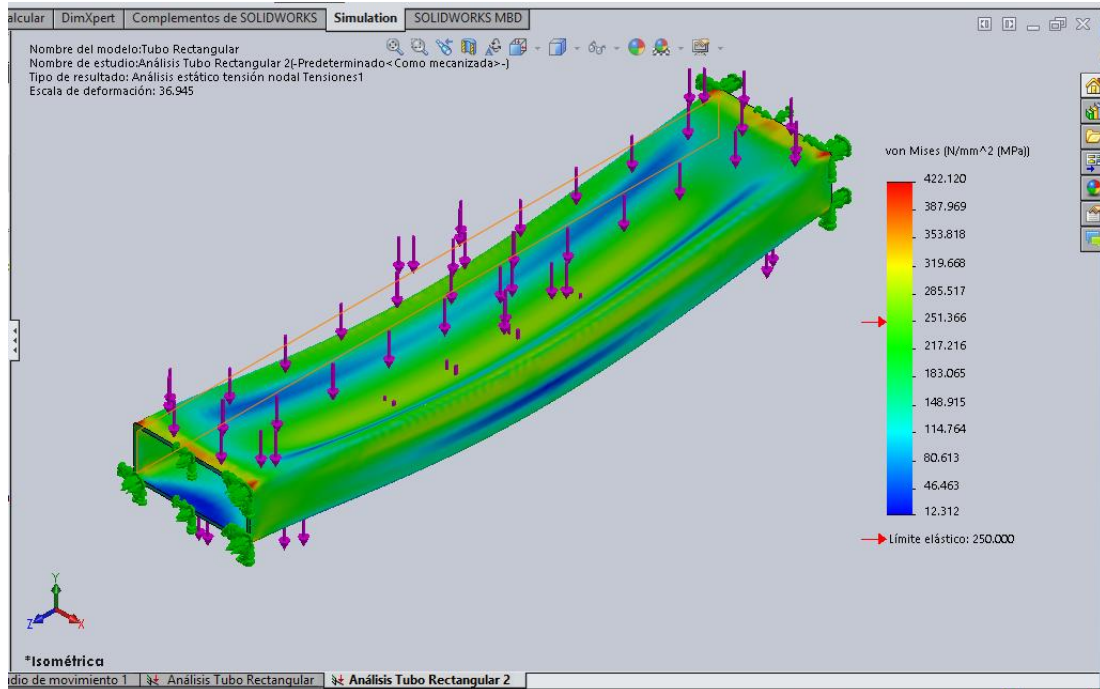 alcular DimXpert Complementos de SOLIDWORKS Simulation SOLIDWORKS MBD
Nombre del modelo:Tubo Rectangular
Nombre de estudio:Análisis Tubo Rectangular 2(-Predeterminado<Como mecanizada>-)
Tipo de resultado: Análisis estático tensión nodal Tensiones1
Escala de deformación: 36.945
von Mises (N/mm^2 (MPa))
422.120
387.969
353.818
319.668
285.517
251.366
217.216
183.065
148.915
114.764
80.613
46.463
12.312
Límite elástico: 250.000
Y
Z X
*Isométrica
dio de movimiento 1 Análisis Tubo Rectangular Análisis Tubo Rectangular 2